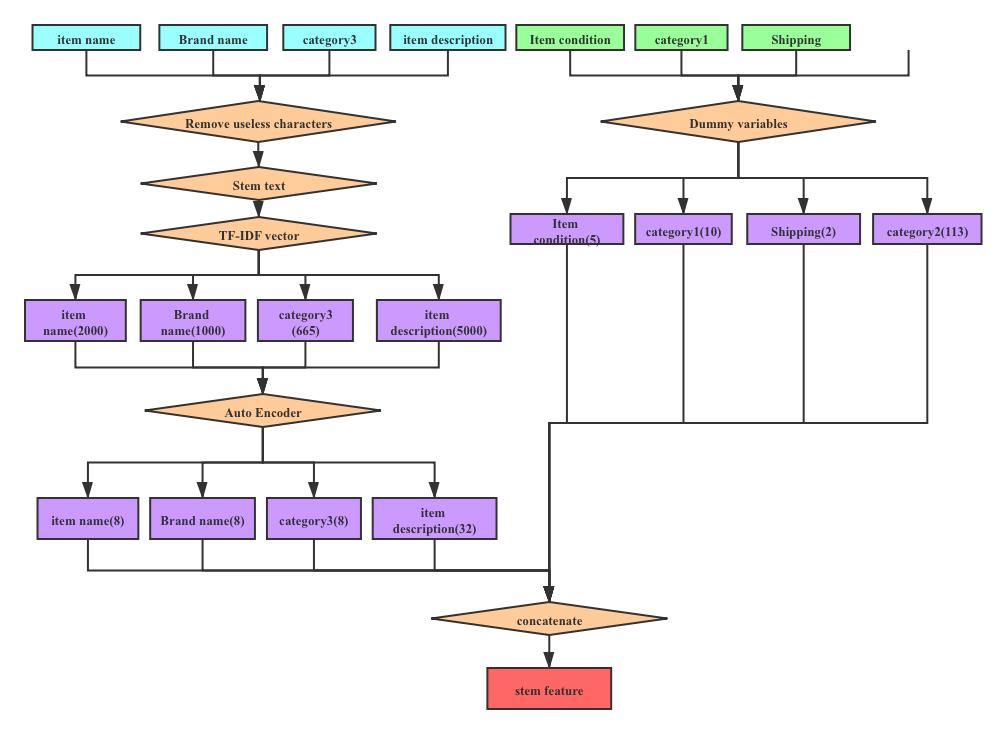 item name
Brand name
category3
item description
Item condition
category1
Shipping
Remove useless characters
Dummy variables
Stem text
TF-IDF vector
Item
condition(5)
category1(10)
Shipping(2)
category2(113)
item
name(2000)
Brand
name(1000)
category3
(665)
item
description(5000)
Auto Encoder
item name(8)
Brand name(8)
category3(8)
item
description(32)
concatenate
stem feature